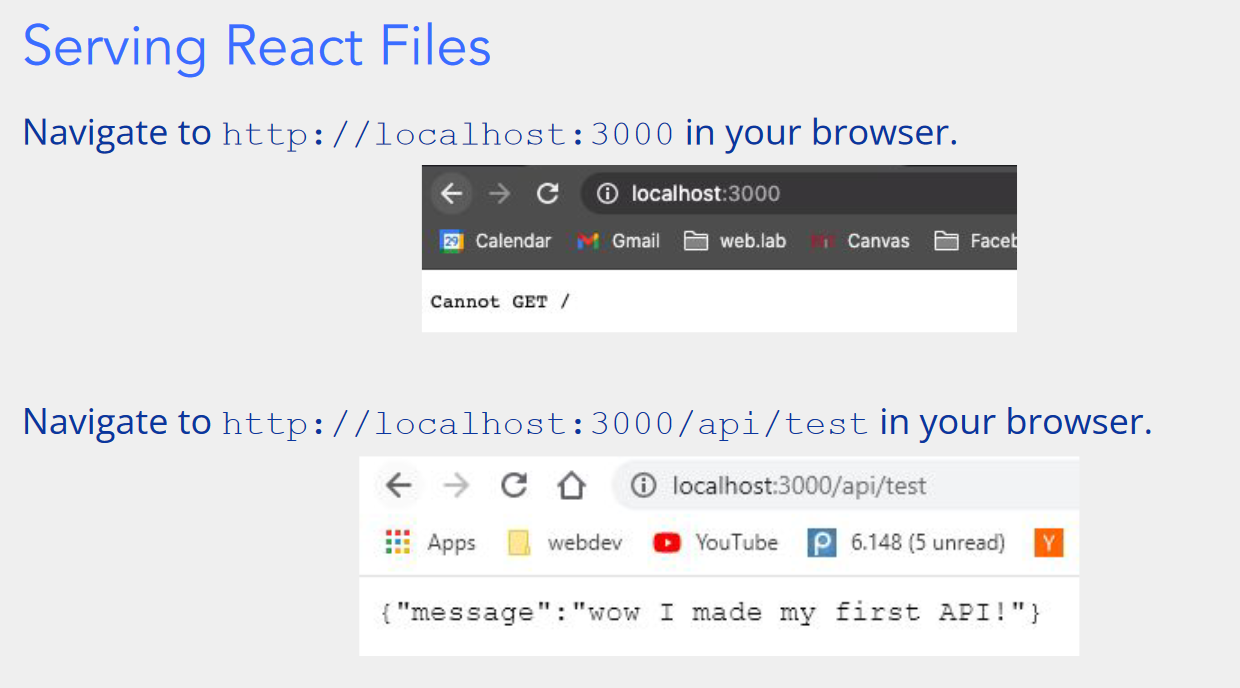 Serving React Files
Navigate to http://localhost:3000 in your browser.
localhost:3000
29 Calendar Gmail web.lab Canvas Faceb
Cannot GET /
Navigate to http://localhost:3000/api/test in your browser.
localhost:3000/api/test
Apps webdev YouTube 6.148 (5 unread) Y
{"message":"wow I made my first API!"}